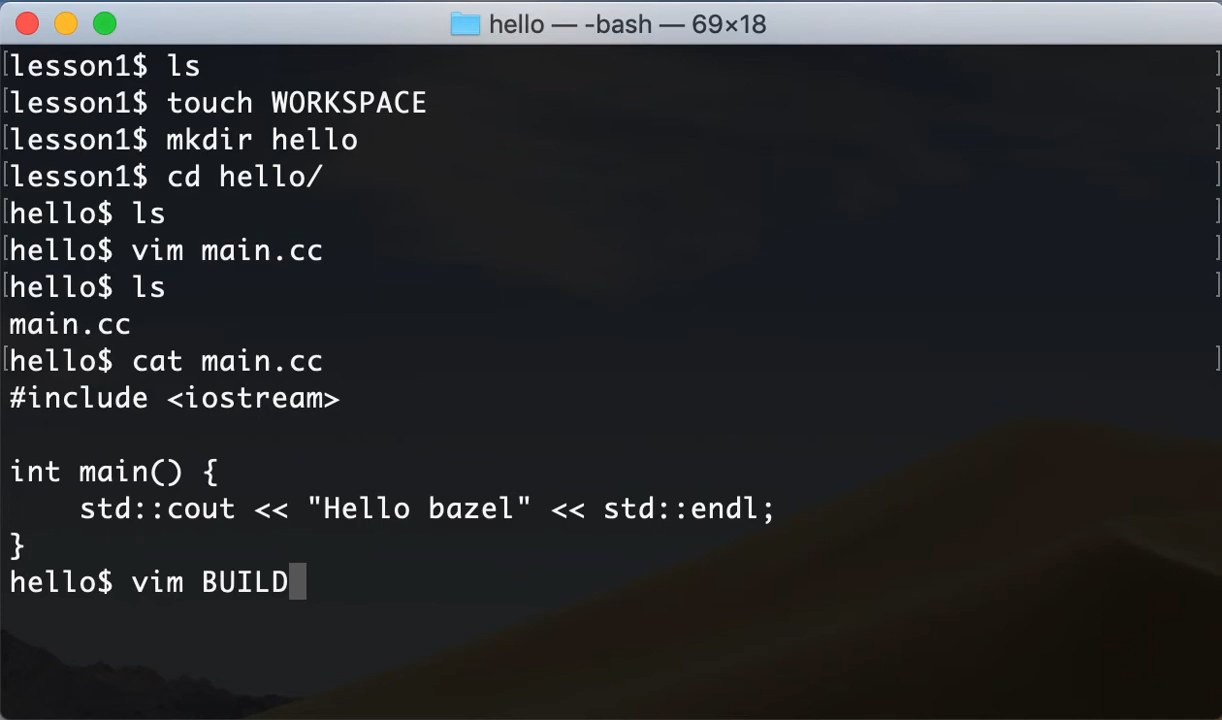 hello — -bash — 69×18
lesson1$ ls
lesson1$ touch WORKSPACE
lesson1$ mkdir hello
lesson1$ cd hello/
hello$ ls
hello$ vim main.cc
hello$ ls
main.cc
hello$ cat main.cc
#include <iostream>
int main() {
    std::cout << "Hello bazel" << std::endl;
}
hello$ vim BUILD